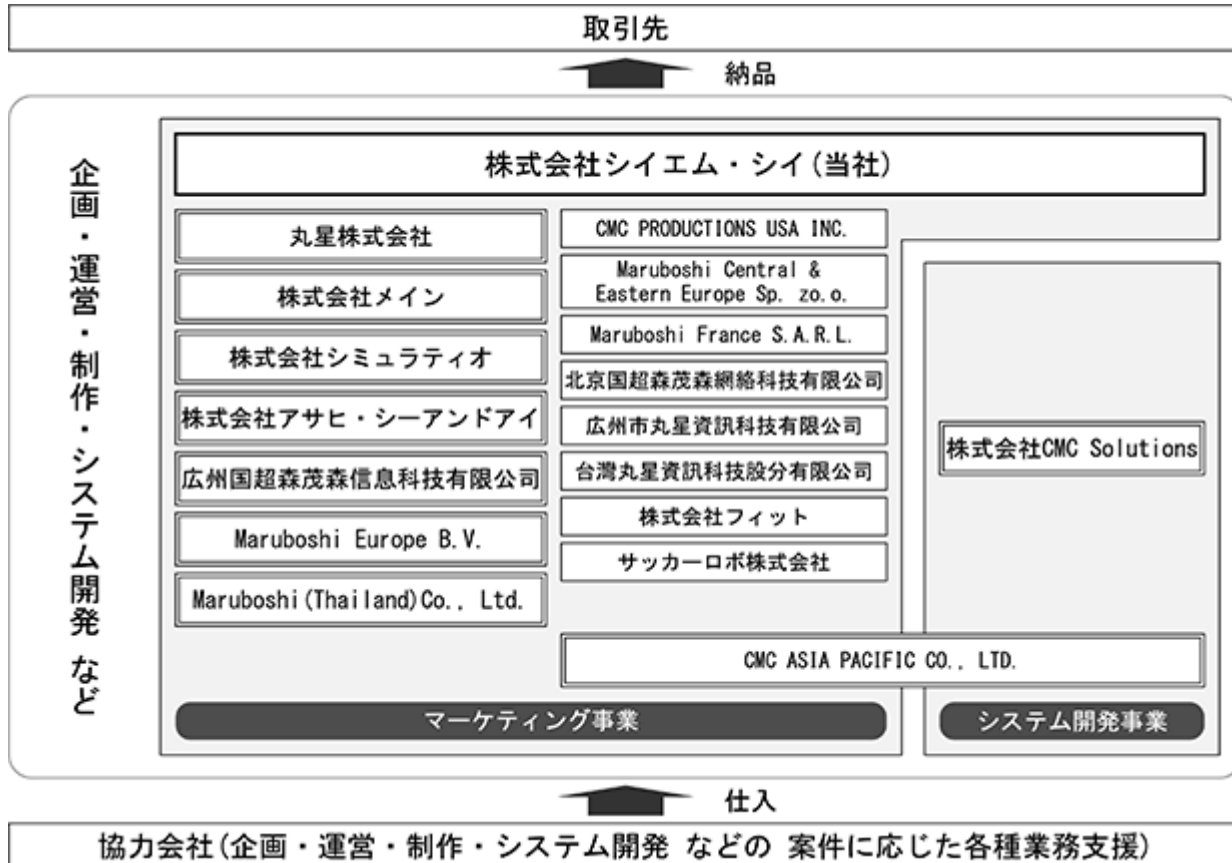 取引先
納品
企画・運営・制作・システム開発 など
株式会社シイエム・シイ(当社)
丸星株式会社
株式会社メイン
株式会社シミュラティオ
株式会社アサヒ・シーアンドアイ
広州国超森茂森信息科技有限公司
Maruboshi Europe B.V.
Maruboshi(Thailand)Co., Ltd.
CMC PRODUCTIONS USA INC.
Maruboshi Central &
Eastern Europe Sp. zo.o.
Maruboshi France S.A.R.L.
北京国超森茂森網絡科技有限公司
広州市丸星資訊科技有限公司
台灣丸星資訊科技股分有限公司
株式会社フィット
サッカーロボ株式会社
株式会社CMC Solutions
CMC ASIA PACIFIC CO., LTD.
マーケティング事業
システム開発事業
仕入
協力会社(企画・運営・制作・システム開発 などの 案件に応じた各種業務支援)